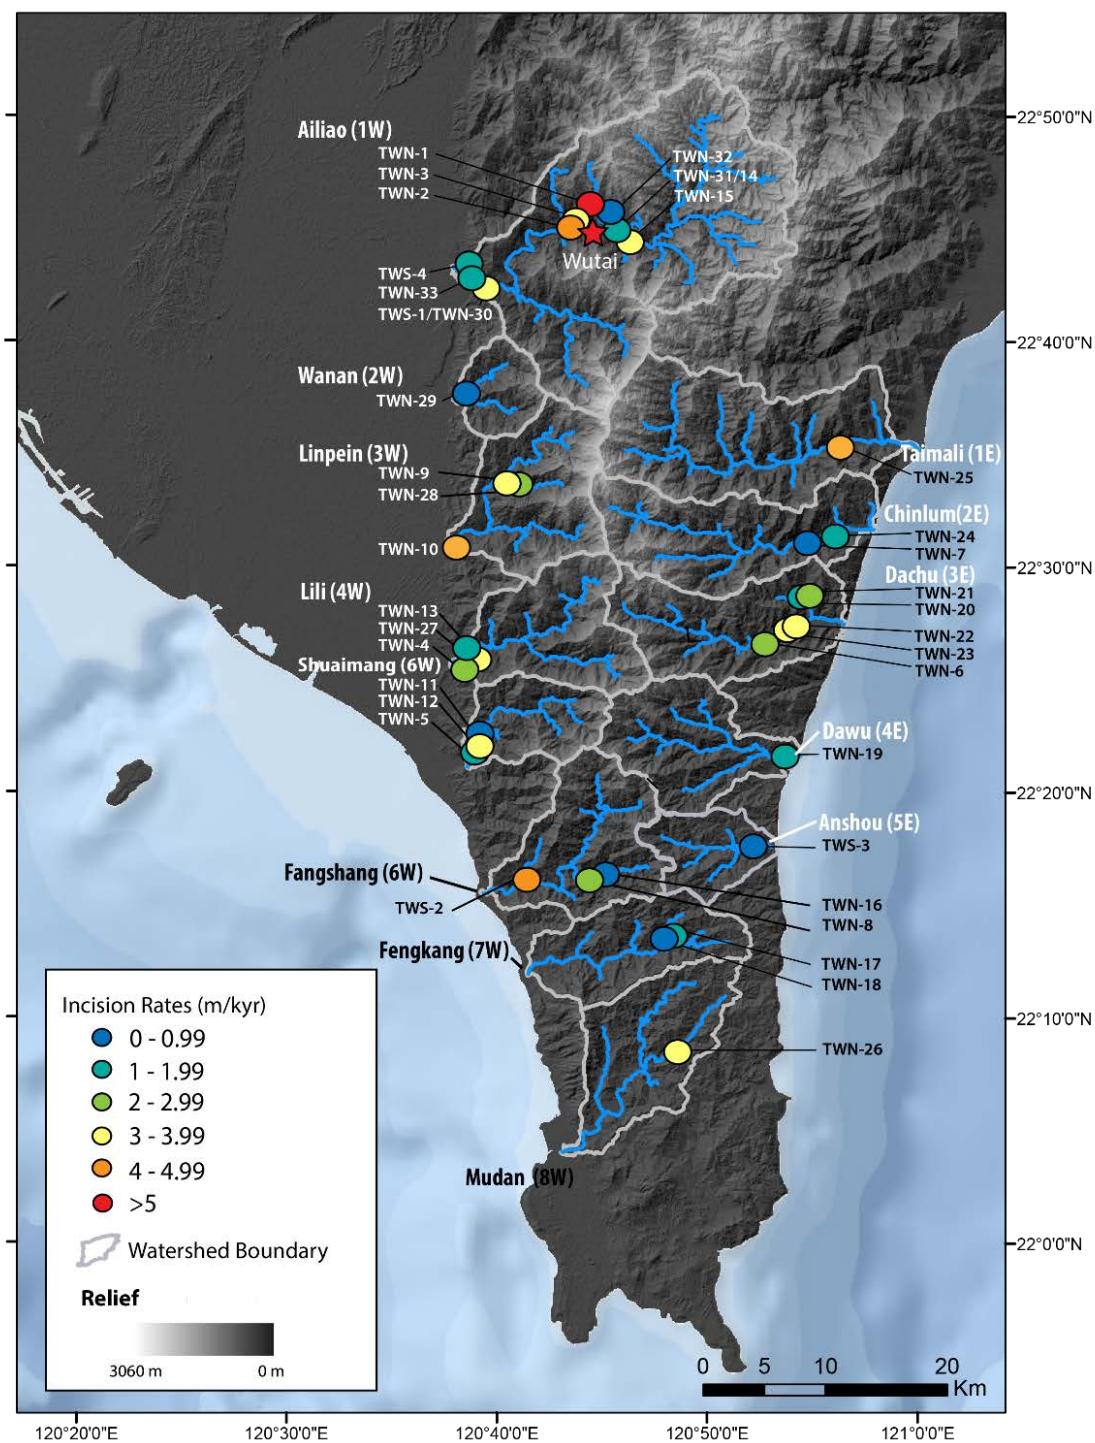 Ailiao (1W)
TWN-1
TWN-3
TWN-2
TWN-32
TWN-31/14
TWN-15
Wutai
TWS-4
TWN-33
TWS-1/TWN-30
Wanan (2W)
TWN-29
Linpein (3W)
TWN-9
TWN-28
TWN-10
Taimali (1E)
TWN-25
Chinlum(2E)
TWN-24
TWN-7
Dachu (3E)
TWN-21
TWN-20
TWN-22
TWN-23
TWN-6
Lili (4W)
TWN-13
TWN-27
TWN-4
Shuaimang (6W)
TWN-11
TWN-12
TWN-5
Dawu (4E)
TWN-19
Anshou (5E)
TWS-3
Fangshang (6W)
TWS-2
TWN-16
TWN-8
Fengkang (7W)
TWN-17
TWN-18
TWN-26
Mudan (8W)
Incision Rates (m/kyr)
0 - 0.99
1 - 1.99
2 - 2.99
3 - 3.99
4 - 4.99
>5
Watershed Boundary
Relief
3060 m 0 m
0 5 10 20
Km
22°50'0"N
22°40'0"N
22°30'0"N
22°20'0"N
22°10'0"N
22°0'0"N
120°20'0"E 120°30'0"E 120°40'0"E 120°50'0"E 121°0'0"E